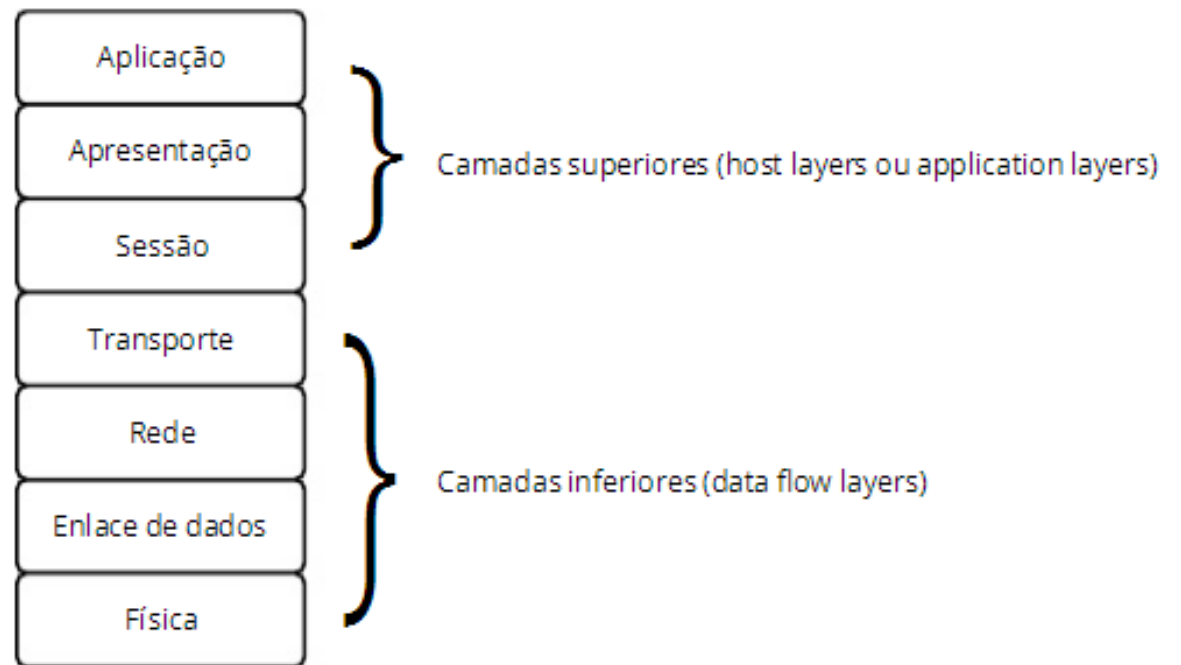 Aplicação
Apresentação
Sessão
Camadas superiores (host layers ou application layers)
Transporte
Rede
Enlace de dados
Física
Camadas inferiores (data flow layers)